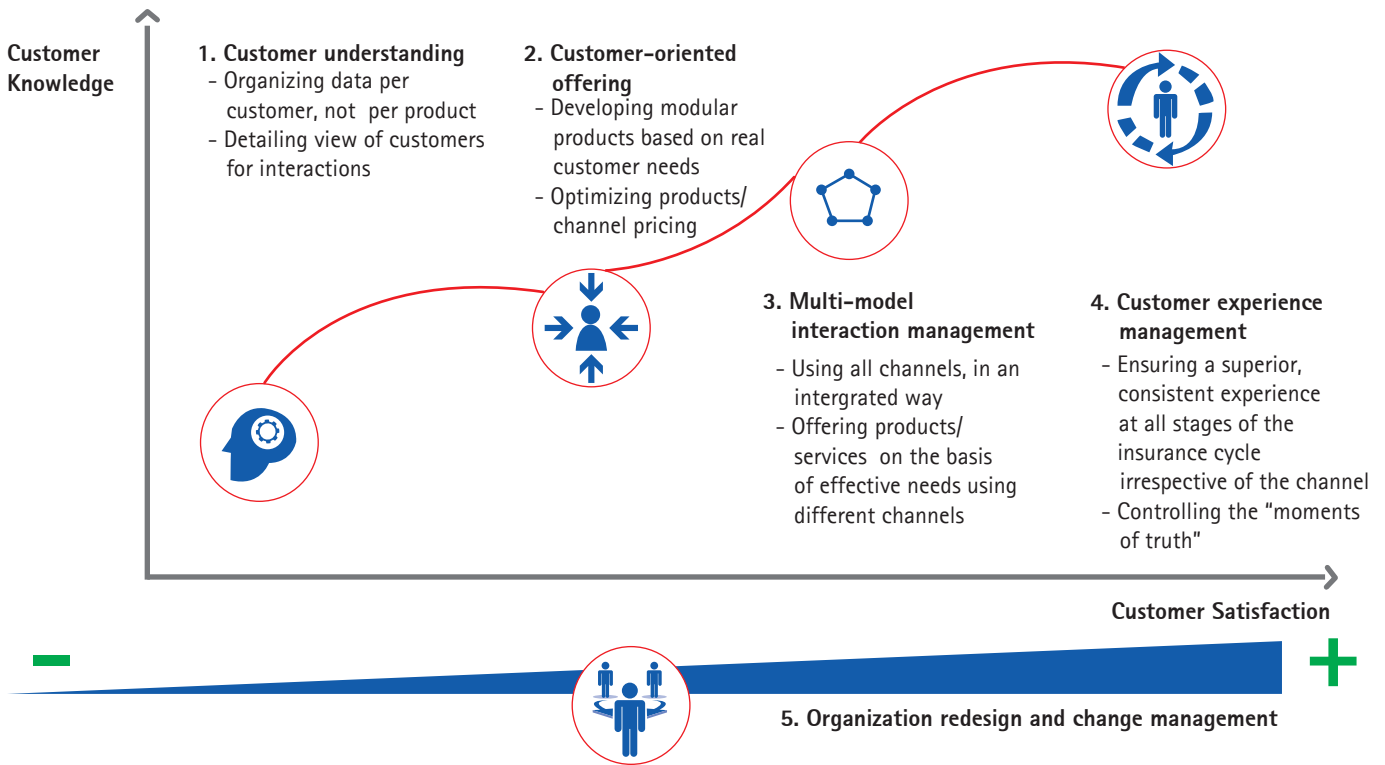 Customer
Knowledge
1. Customer understanding
- Organizing data per
customer, not per product
- Detailing view of customers
for interactions
2. Customer-oriented
offering
- Developing modular
products based on real
customer needs
- Optimizing products/
channel pricing
3. Multi-model
interaction management
- Using all channels, in an
intergrated way
- Offering products/
services on the basis
of effective needs using
different channels
4. Customer experience
management
- Ensuring a superior,
consistent experience
at all stages of the
insurance cycle
irrespective of the channel
- Controlling the "moments
of truth"
Customer Satisfaction
5. Organization redesign and change management